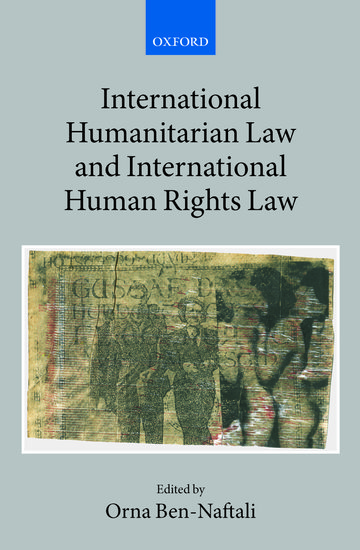 OXFORD
International
Humanitarian Law
and International
Human Rights Law
Edited by
Orna Ben-Naftali